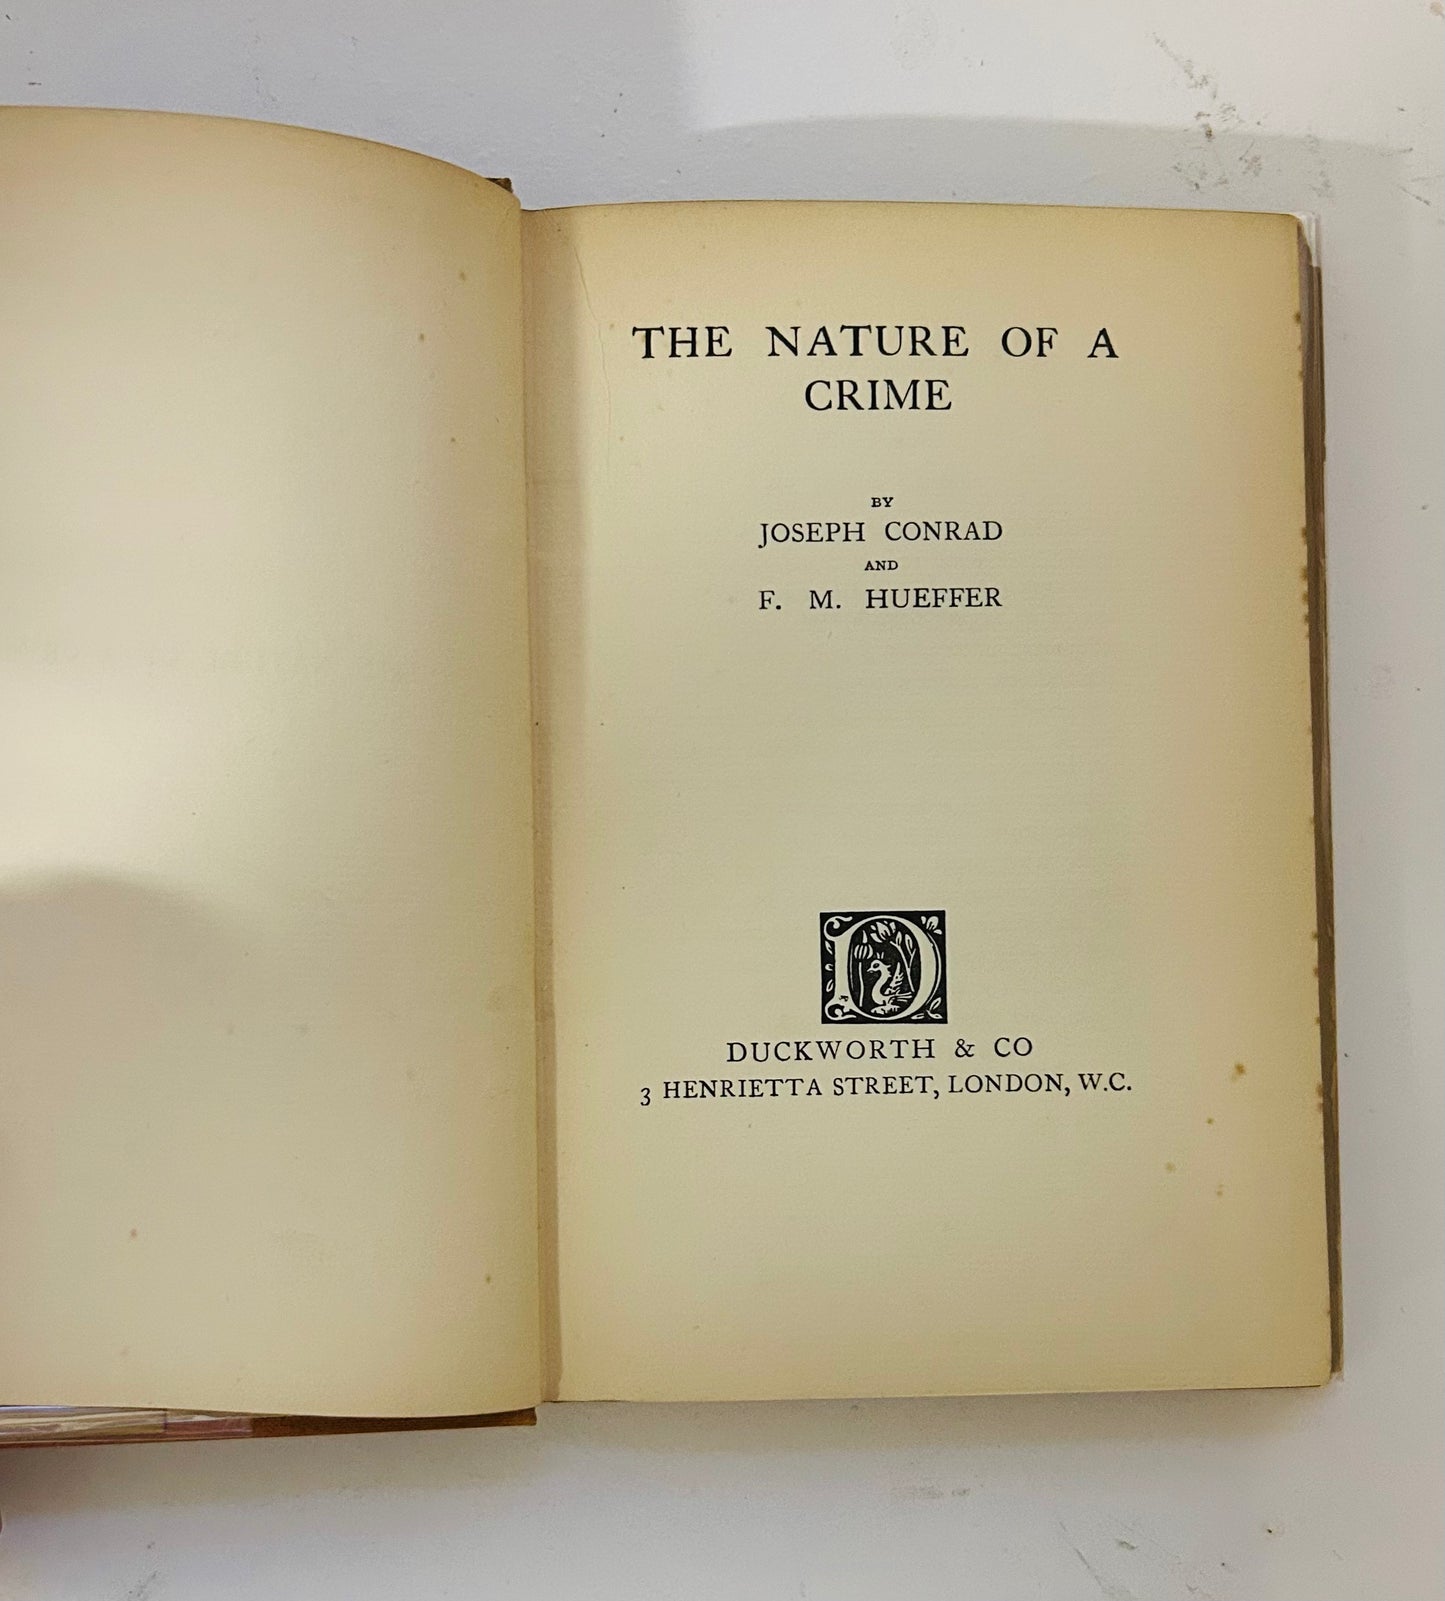 THE NATURE OF A
CRIME
BY
JOSEPH CONRAD
AND
F. M. HUEFFER
D
DUCKWORTH & CO
3 HENRIETTA STREET, LONDON, W.C.